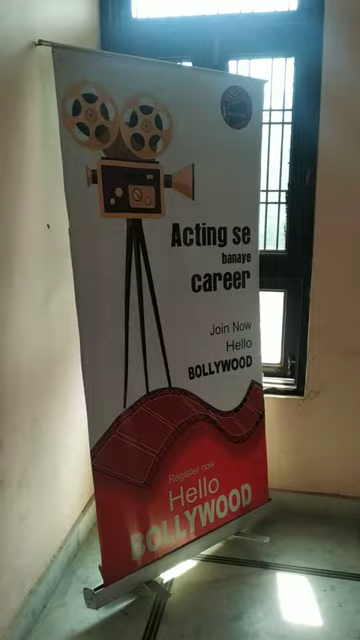 Acting se
banaye
career
Join Now
Hello
BOLLYWOOD
Register now
Hello
BOLLYWOOD